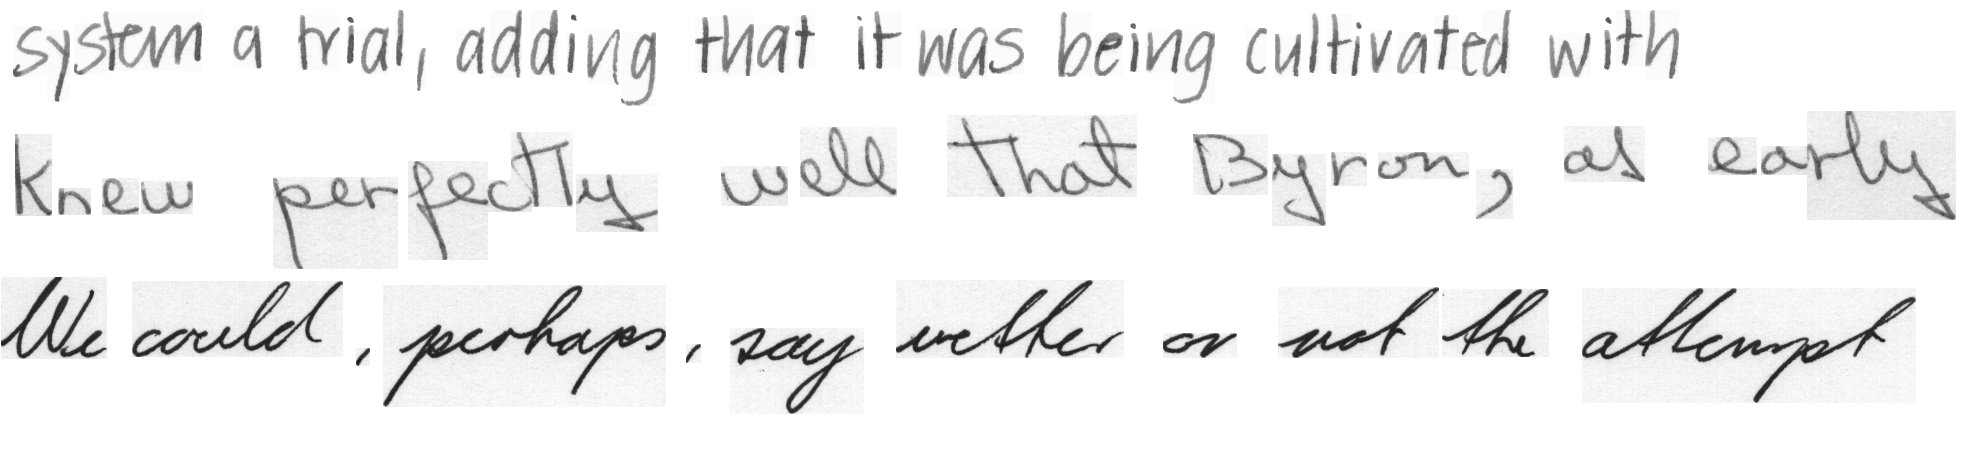 system a trial, adding that it was being cultivated with
knew perfectly well that Byron, as early
We could, perhaps, say wether or not the attempt